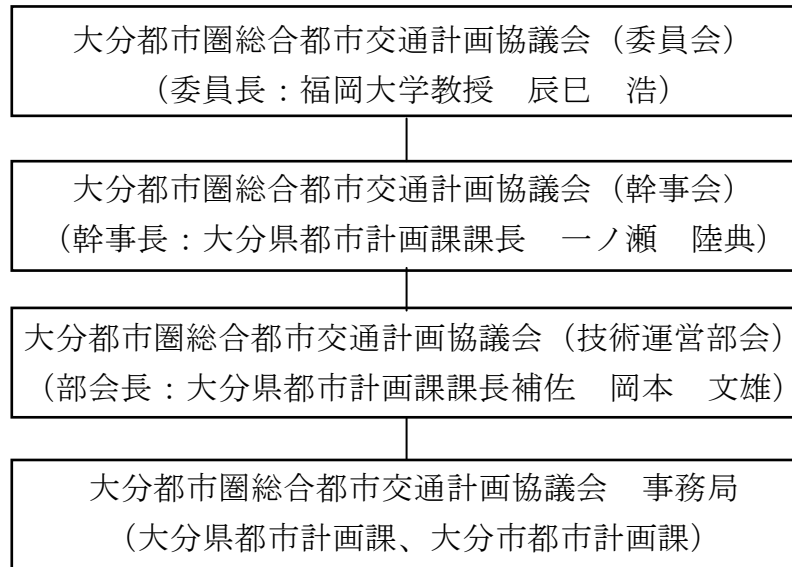 大分都市圏総合都市交通計画協議会（委員会）
（委員長：福岡大学教授　辰巳　浩）
大分都市圏総合都市交通計画協議会（幹事会）
（幹事長：大分県都市計画課課長　一ノ瀬　陸典）
大分都市圏総合都市交通計画協議会（技術運営部会）
（部会長：大分県都市計画課課長補佐　岡本　文雄）
大分都市圏総合都市交通計画協議会　事務局
（大分県都市計画課、大分市都市計画課）